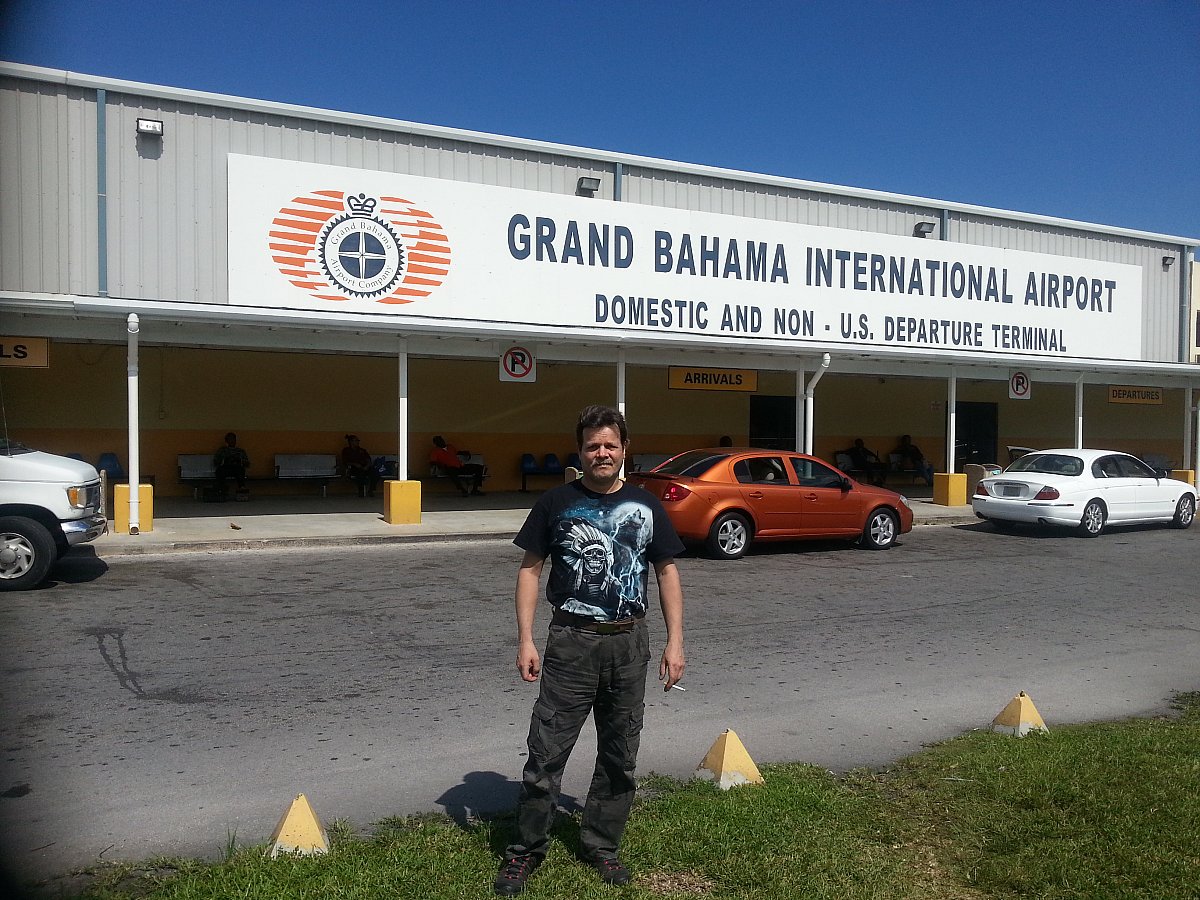 GRAND BAHAMA INTERNATIONAL AIRPORT
DOMESTIC AND NON - U.S. DEPARTURE TERMINAL
Grand Bahama
Airport Company
LS
P
ARRIVALS
P
DEPARTURES